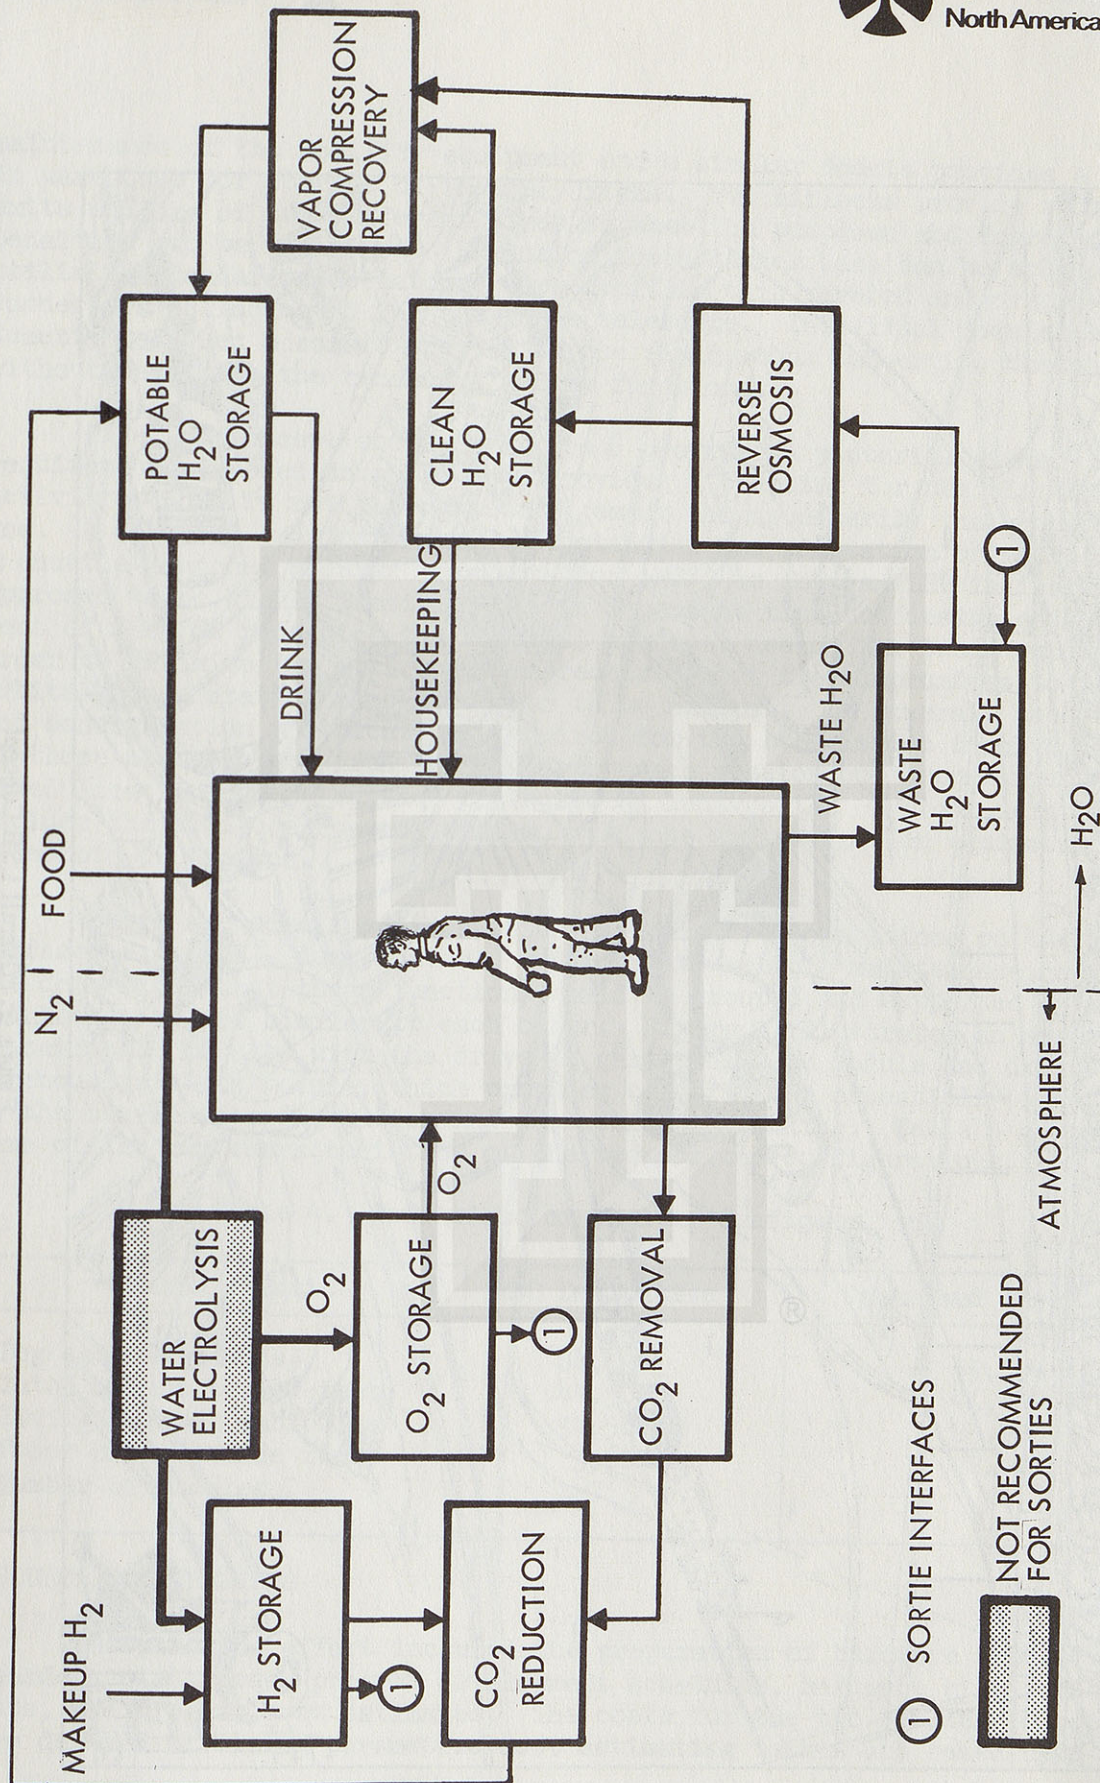 North America
MAKEUP H2
N2
FOOD
WATER
ELECTROLYSIS
POTABLE
H2O
STORAGE
VAPOR
COMPRESSION
RECOVERY
H2 STORAGE
O2
DRINK
1
O2 STORAGE
O2
HOUSEKEEPING
CLEAN
H2O
STORAGE
1
CO2
REDUCTION
CO2 REMOVAL
REVERSE
OSMOSIS
WASTE H2O
WASTE
H2O
STORAGE
1
1 SORTIE INTERFACES
NOT RECOMMENDED
FOR SORTIES
ATMOSPHERE
H2O
®